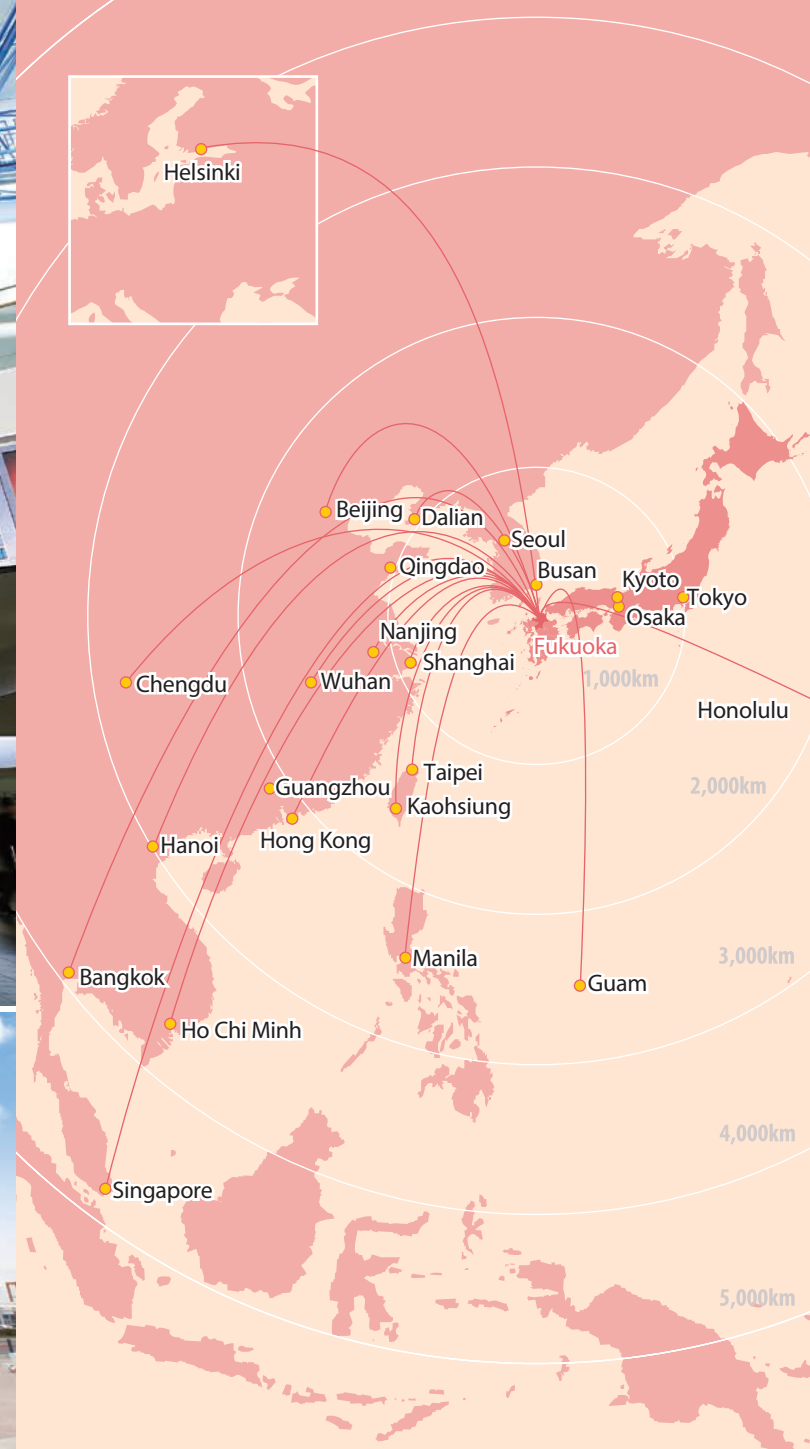 Helsinki
Beijing
Dalian
Seoul
Qingdao
Busan
Kyoto
Tokyo
Osaka
Nanjing
Fukuoka
Shanghai
1,000km
Chengdu
Wuhan
Honolulu
Taipei
2,000km
Guangzhou
Kaohsiung
Hong Kong
Hanoi
3,000km
Manila
Bangkok
Guam
Ho Chi Minh
4,000km
Singapore
5,000km